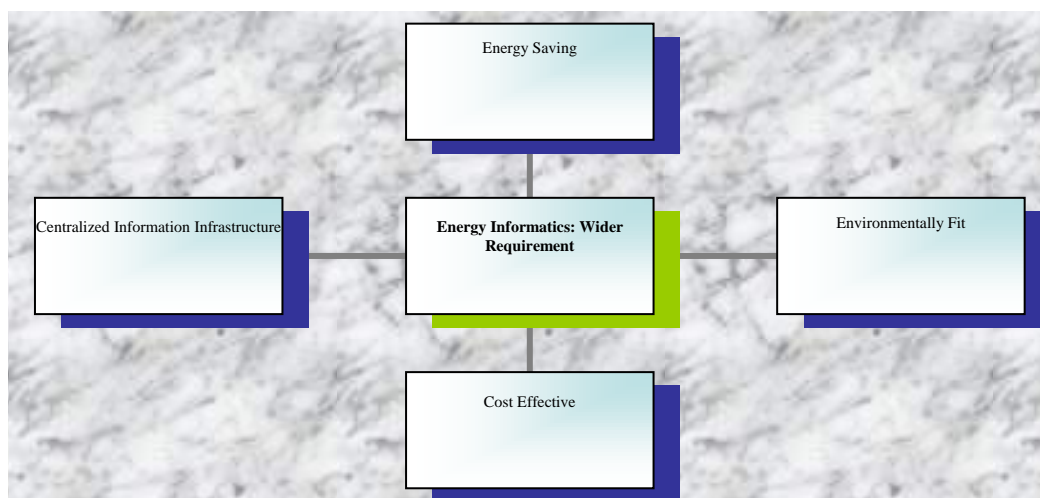 Energy Saving
Centralized Information Infrastructure
Energy Informatics: Wider
Requirement
Environmentally Fit
Cost Effective